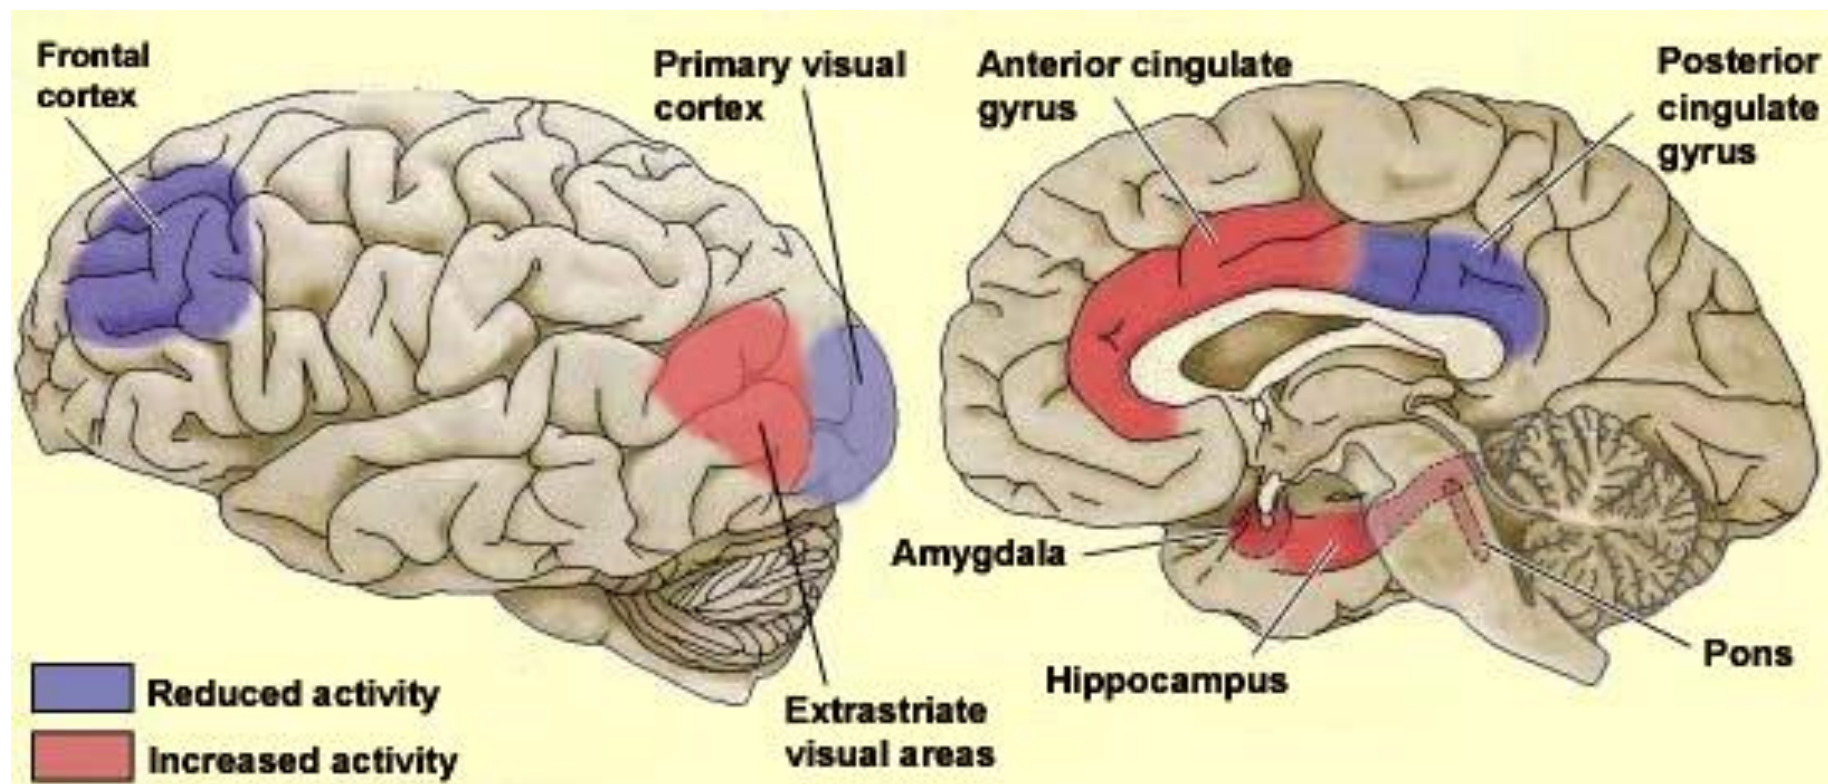 Frontal
cortex
Primary visual
cortex
Anterior cingulate
gyrus
Posterior
cingulate
gyrus
Amygdala
Hippocampus
Pons
Extrastriate
visual areas
Reduced activity
Increased activity